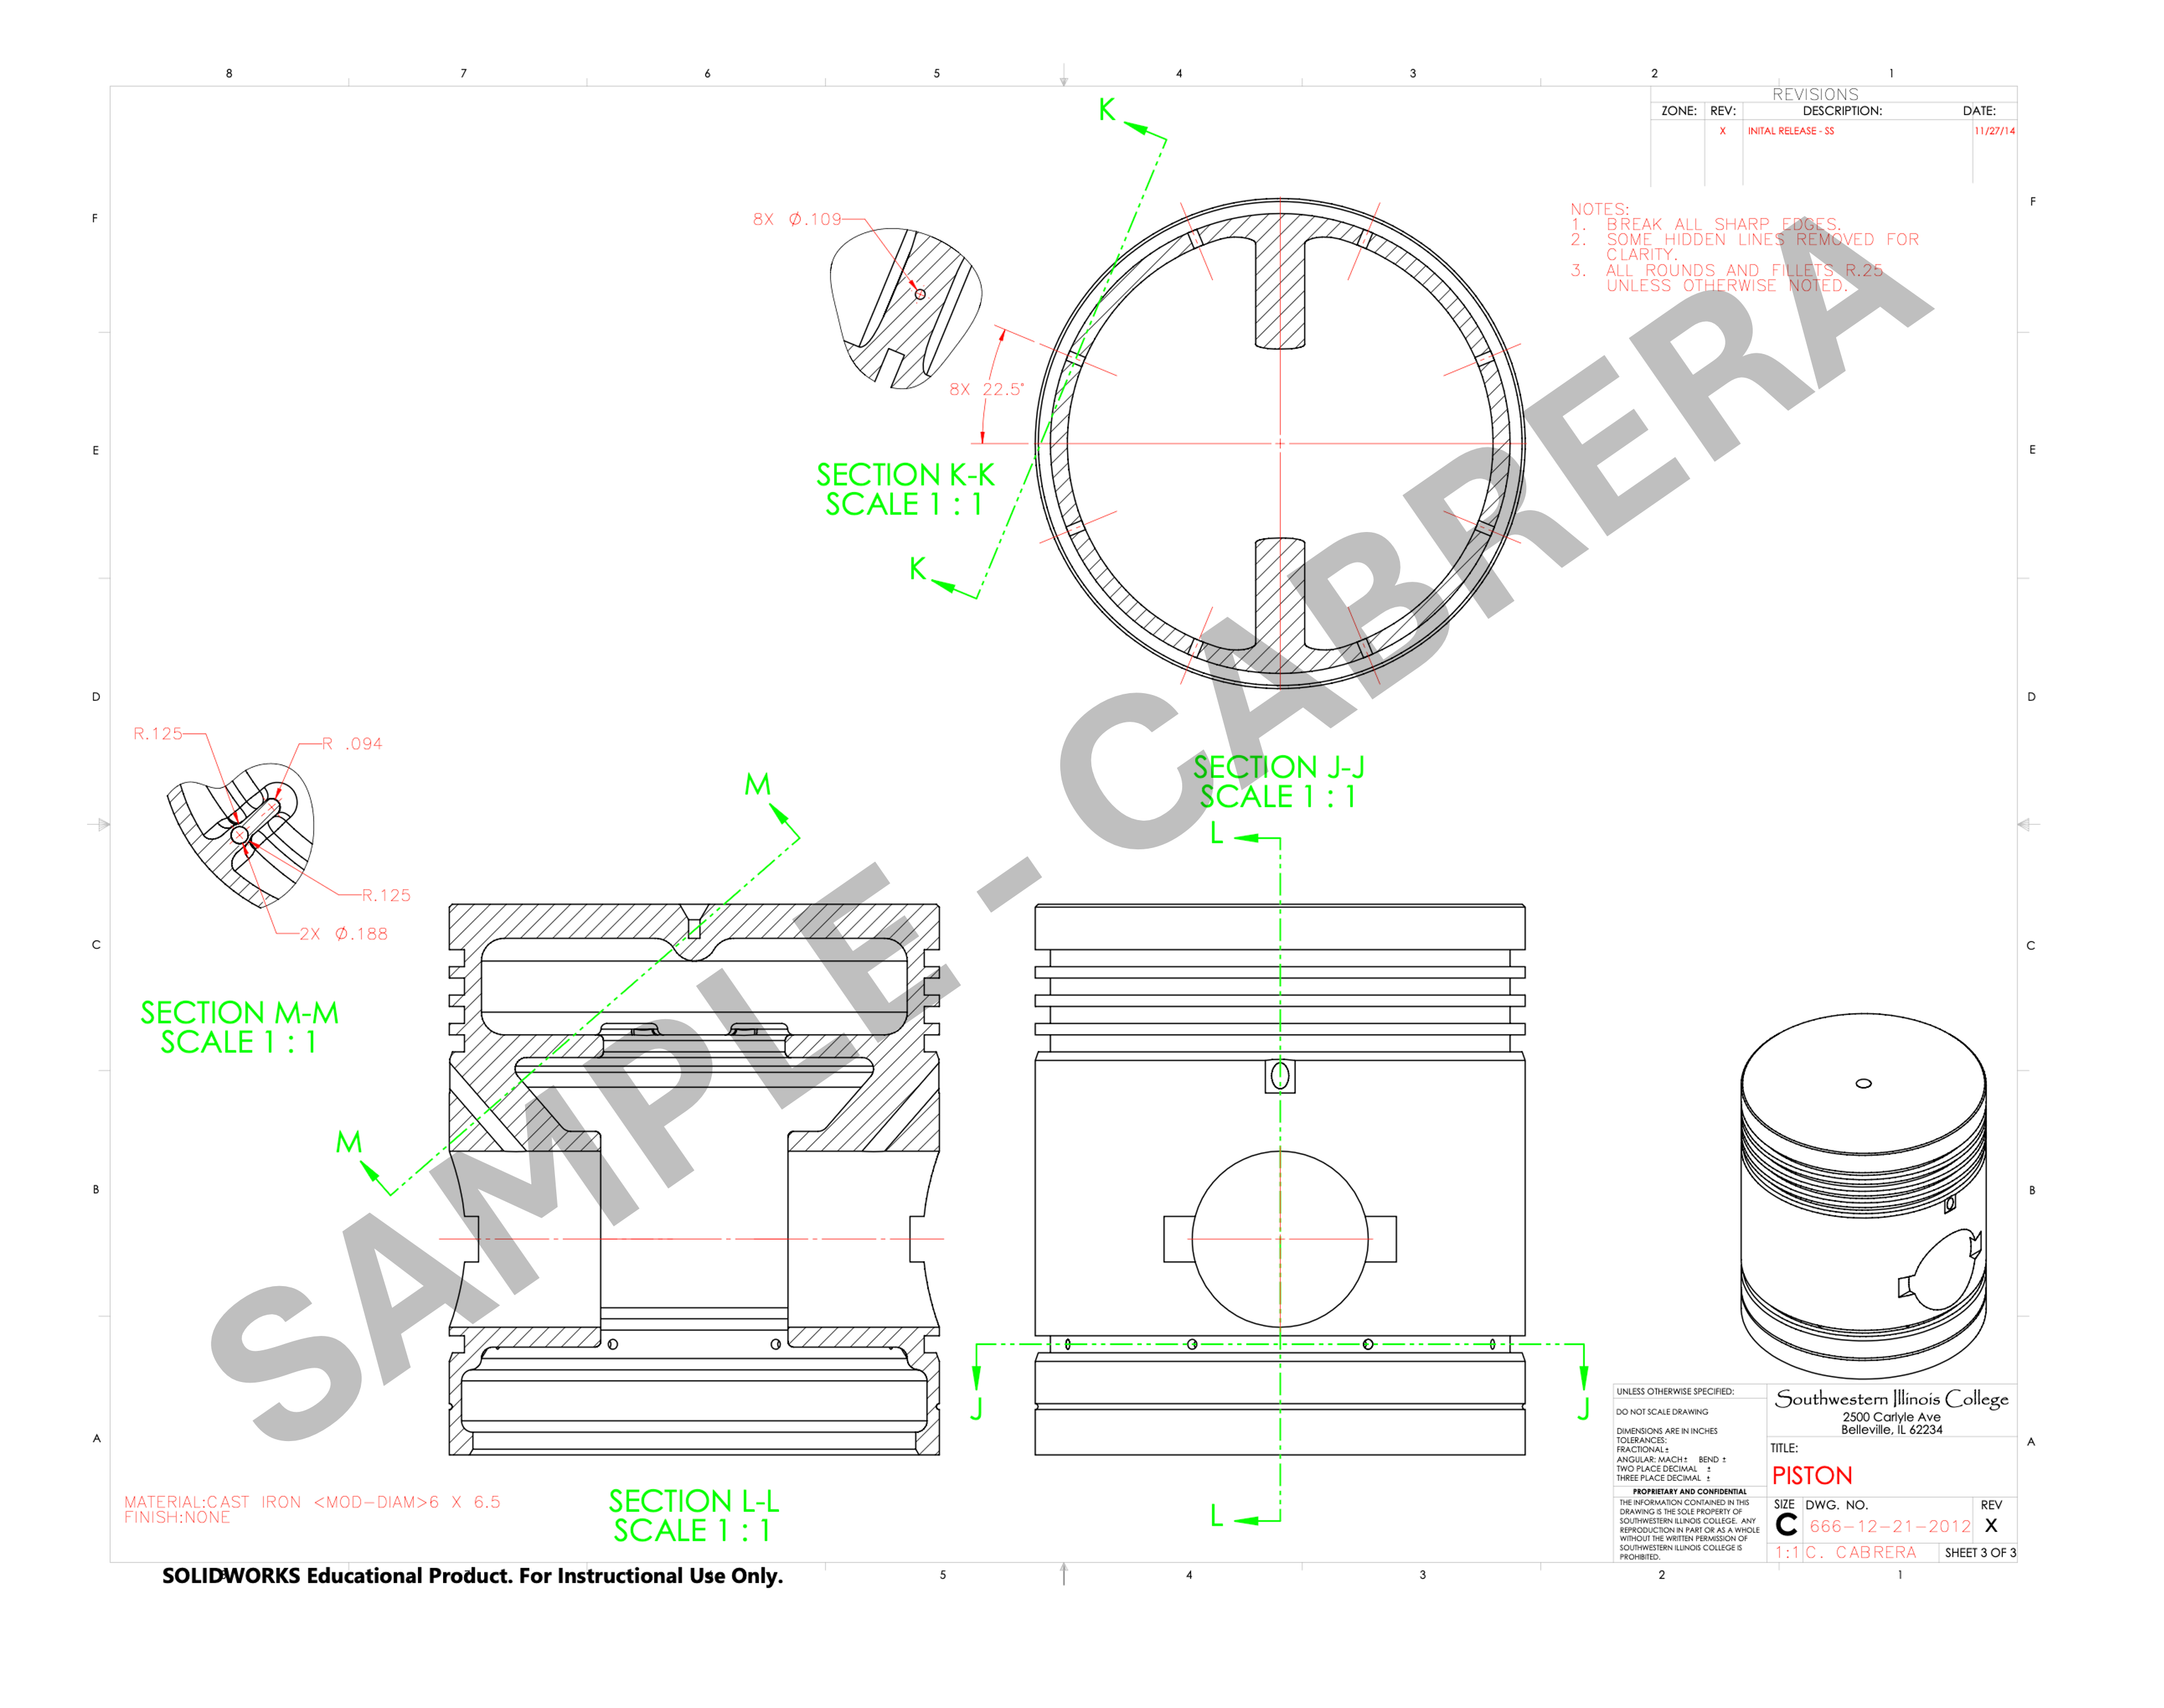 8 7 6 5 4 3 2 1
REVISIONS
ZONE: REV: DESCRIPTION: DATE:
X INITAL RELEASE - SS 11/27/14
K
F F
8X Ø.109
NOTES:
1. BREAK ALL SHARP EDGES.
2. SOME HIDDEN LINES REMOVED FOR
CLARITY.
3. ALL ROUNDS AND FILLETS R.25
UNLESS OTHERWISE NOTED.
8X 22.5°
E E
SECTION K-K
SCALE 1 : 1
K
D D
SAMPLE - CABRERA
R.125
R .094
SECTION J-J
SCALE 1 : 1
M
L
R.125
2X Ø.188
C C
SECTION M-M
SCALE 1 : 1
M
B B
J J
A A
MATERIAL:CAST IRON <MOD-DIAM>6 X 6.5
FINISH:NONE
SECTION L-L
SCALE 1 : 1
L
UNLESS OTHERWISE SPECIFIED:
DO NOT SCALE DRAWING
DIMENSIONS ARE IN INCHES
TOLERANCES:
FRACTIONAL±
ANGULAR: MACH± BEND ±
TWO PLACE DECIMAL ±
THREE PLACE DECIMAL ±
PROPRIETARY AND CONFIDENTIAL
THE INFORMATION CONTAINED IN THIS
DRAWING IS THE SOLE PROPERTY OF
SOUTHWESTERN ILLINOIS COLLEGE. ANY
REPRODUCTION IN PART OR AS A WHOLE
WITHOUT THE WRITTEN PERMISSION OF
SOUTHWESTERN ILLINOIS COLLEGE IS
PROHIBITED.
Southwestern Illinois College
2500 Carlyle Ave
Belleville, IL 62234
TITLE:
PISTON
SIZE DWG. NO. REV
C 666-12-21-2012 X
1:1 C. CABRERA SHEET 3 OF 3
SOLIDWORKS Educational Product. For Instructional Use Only.
5 4 3 2 1